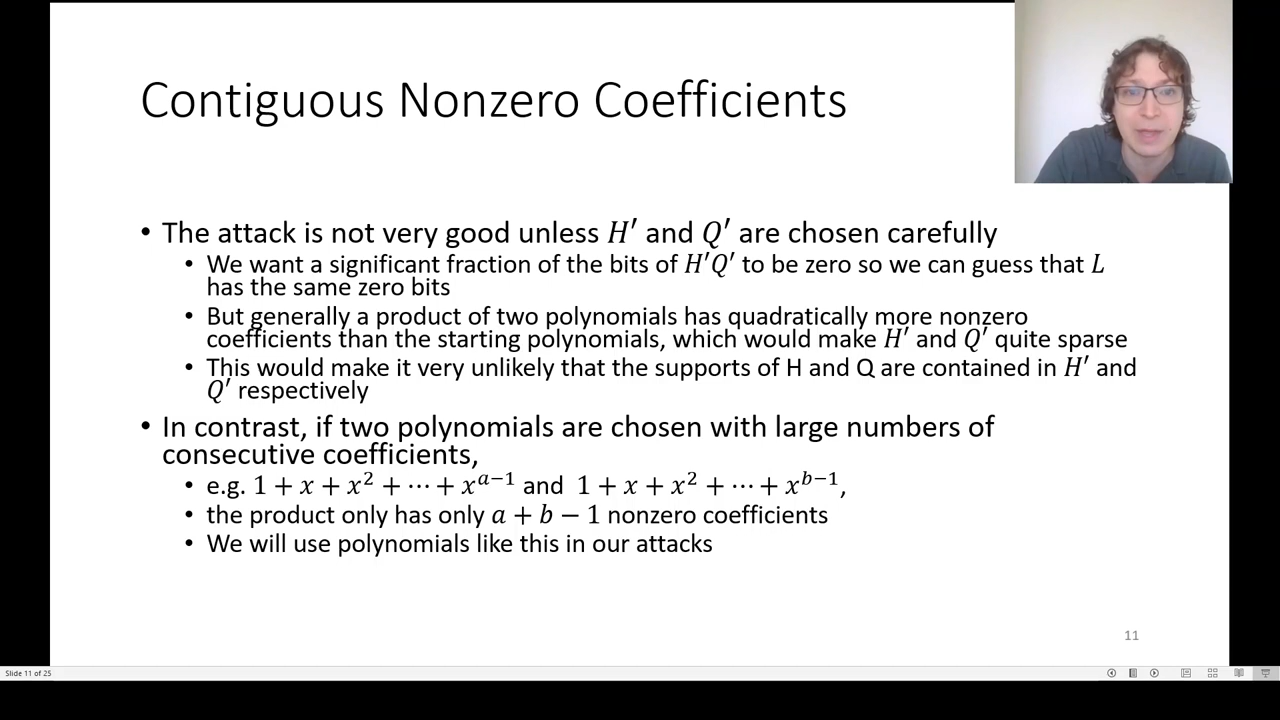 Contiguous Nonzero Coefficients
• The attack is not very good unless H′ and Q′ are chosen carefully
• We want a significant fraction of the bits of H′Q′ to be zero so we can guess that L
has the same zero bits
• But generally a product of two polynomials has quadratically more nonzero
coefficients than the starting polynomials, which would make H′ and Q′ quite sparse
• This would make it very unlikely that the supports of H and Q are contained in H′ and
Q′ respectively
• In contrast, if two polynomials are chosen with large numbers of
consecutive coefficients,
• e.g. 1 + x + x² + ⋯ + xᵃ⁻¹ and 1 + x + x² + ⋯ + xᵇ⁻¹,
• the product only has only a + b − 1 nonzero coefficients
• We will use polynomials like this in our attacks
11
Slide 11 of 25